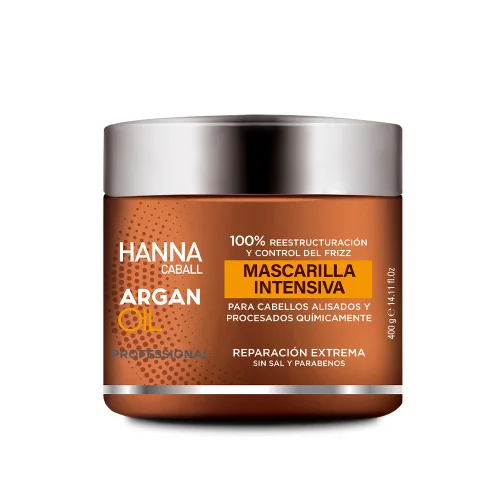 HANNA
CABALL
ARGAN
OIL
PROFESSIONAL
100% REESTRUCTURACIÓN
Y CONTROL DEL FRIZZ
MASCARILLA
INTENSIVA
PARA CABELLOS ALISADOS Y
PROCESADOS QUÍMICAMENTE
REPARACIÓN EXTREMA
SIN SAL Y PARABENOS
400 g ℮ 14.11 fl.oz